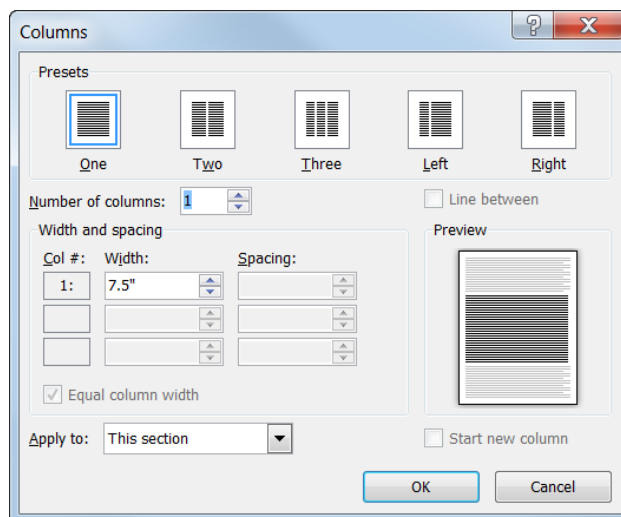 Columns
Presets
One Two Three Left Right
Number of columns: 1 Line between
Width and spacing Preview
Col #: Width: Spacing:
1: 7.5"
Equal column width
Apply to: This section Start new column
OK Cancel